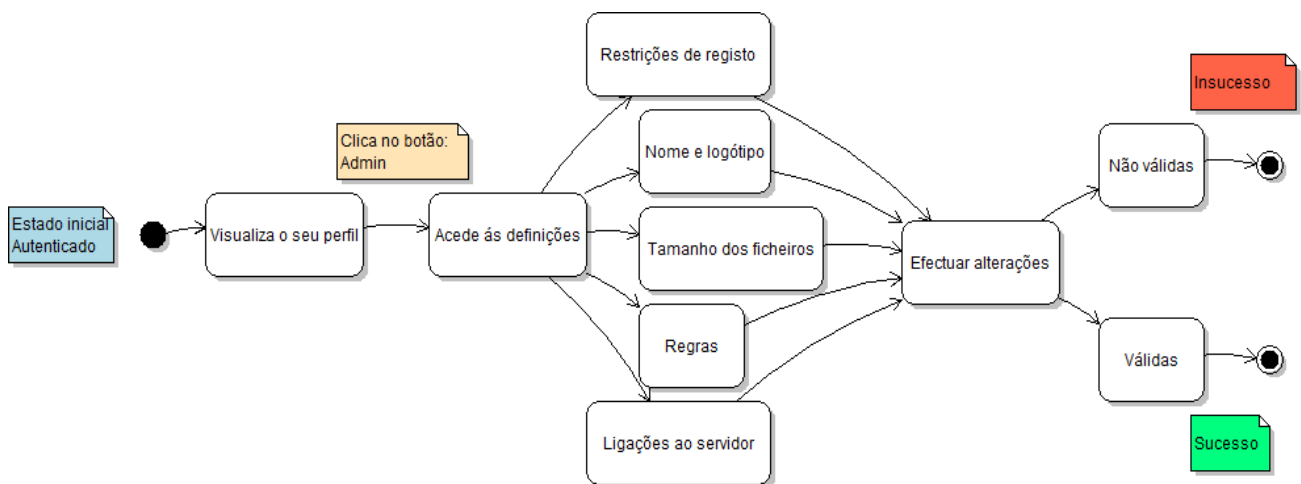 Estado inicial
Autenticado
Visualiza o seu perfil
Clica no botão:
Admin
Acede ás definições
Restrições de registo
Nome e logótipo
Tamanho dos ficheiros
Regras
Ligações ao servidor
Efectuar alterações
Insucesso
Não válidas
Válidas
Sucesso